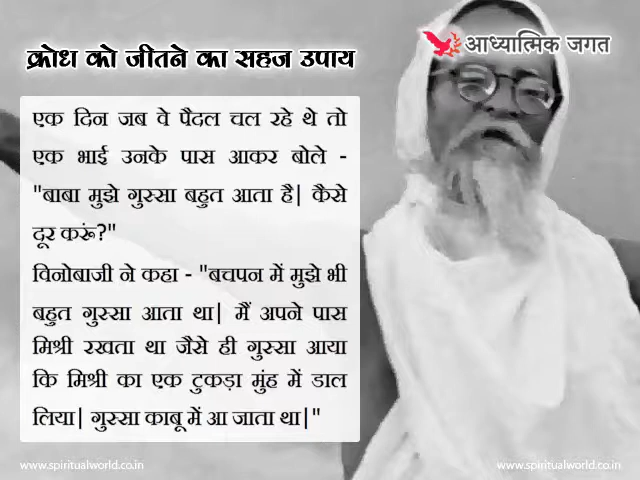 आध्यात्मिक जगत
क्रोध को जीतने का सहज उपाय
एक दिन जब वे पैदल चल रहे थे तो
एक भाई उनके पास आकर बोले -
"बाबा मुझे गुस्सा बहुत आता है| कैसे
दूर करूं?"
विनोबाजी ने कहा - "बचपन में मुझे भी
बहुत गुस्सा आता था| मैं अपने पास
मिश्री रखता था जैसे ही गुस्सा आया
कि मिश्री का एक टुकड़ा मुंह में डाल
लिया| गुस्सा काबू में आ जाता था|"
www.spiritualworld.co.in
www.spiritualworld.co.in